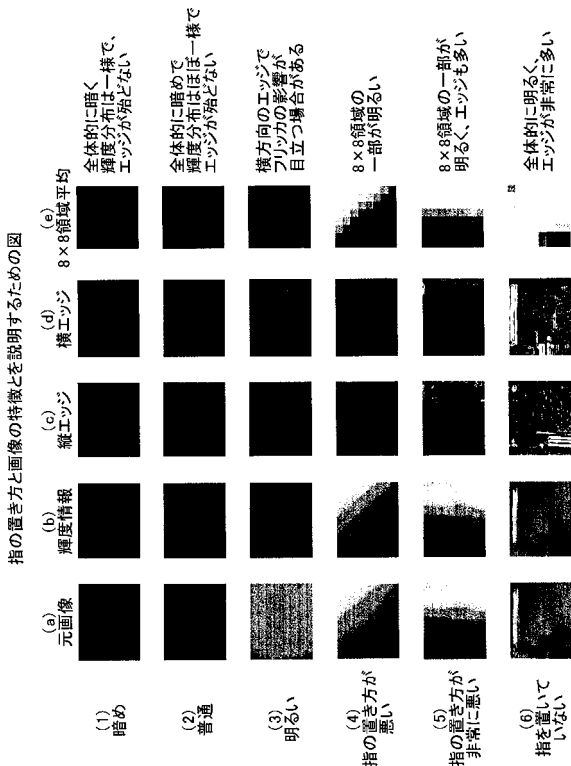 指の置き方と画像の特徴とを説明するための図
(a)
元画像
(b)
輝度情報
(c)
縦エッジ
(d)
横エッジ
(e)
8×8領域平均
(1)
暗め
全体的に暗く
輝度分布は一様で、
エッジが殆どない
(2)
普通
全体的に暗めで
輝度分布はほぼ一様で
エッジが殆どない
(3)
明るい
横方向のエッジで
フリッカの影響が
目立つ場合がある
(4)
指の置き方が
悪い
8×8領域の
一部が明るい
(5)
指の置き方が
非常に悪い
8×8領域の一部が
明るく、エッジも多い
(6)
指を置いて
いない
全体的に明るく、
エッジが非常に多い